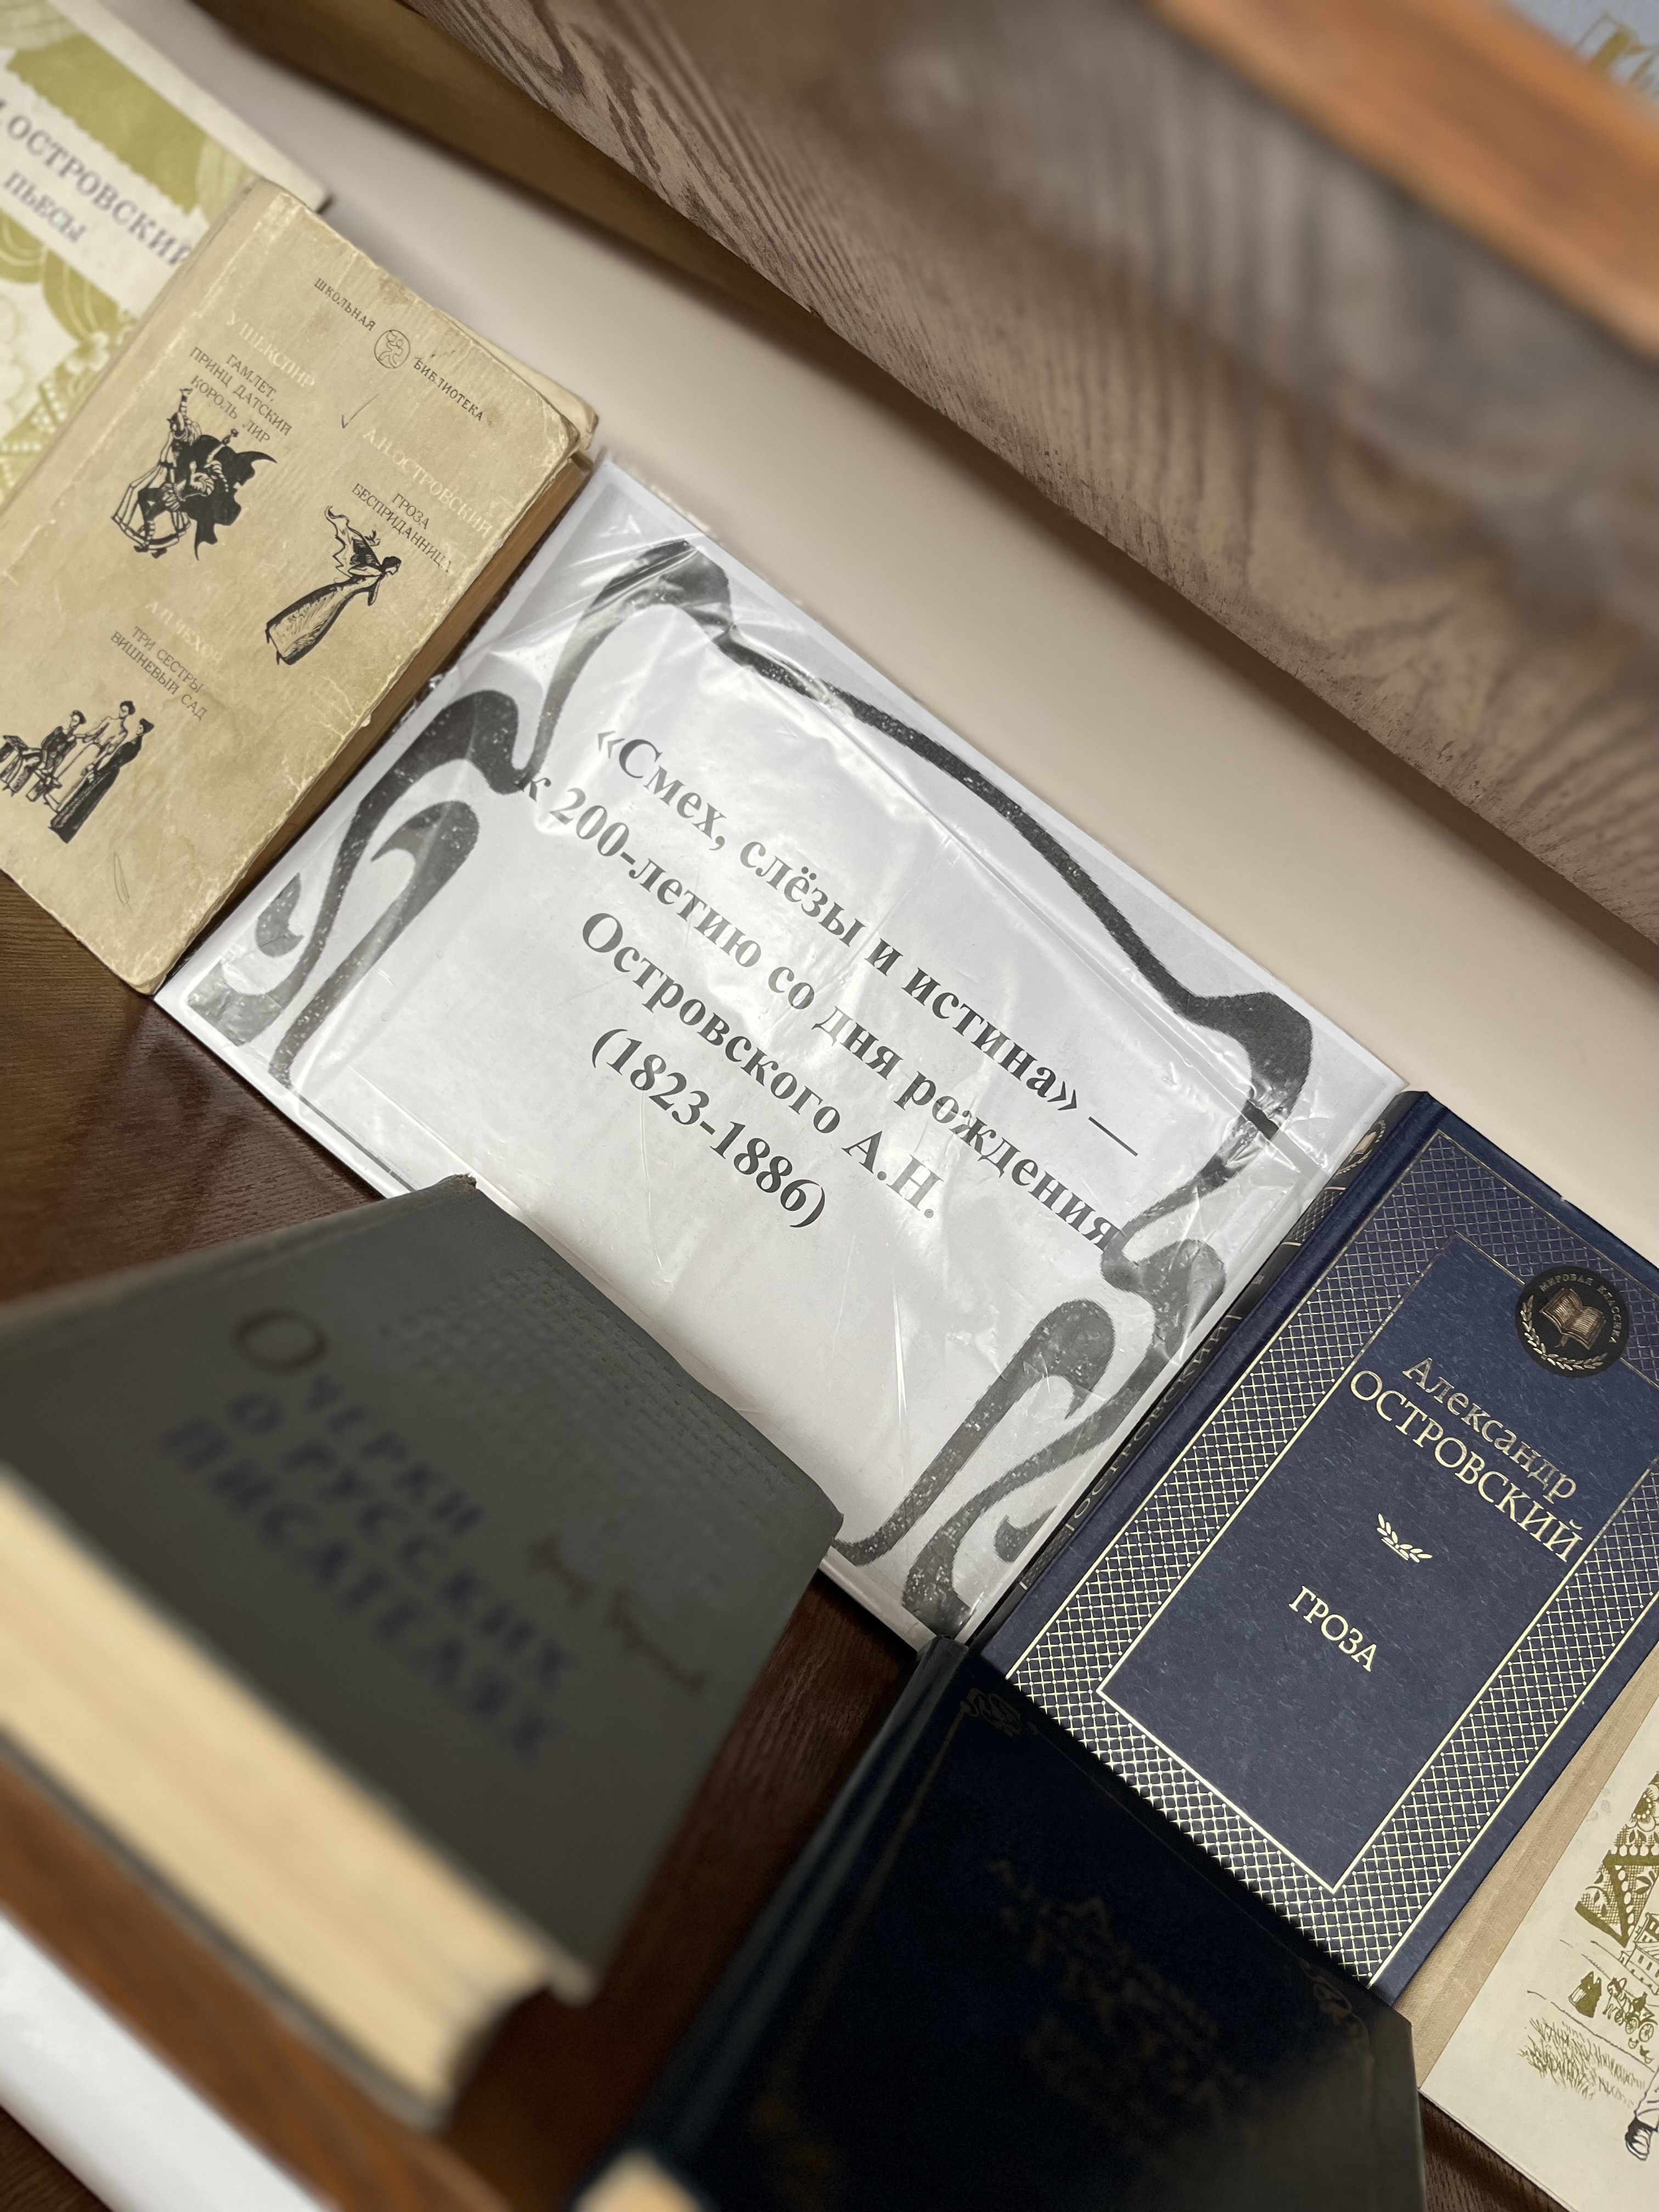 ОСТРОВСКИЙ
ПЬЕСЫ
ШКОЛЬНАЯ БИБЛИОТЕКА
У. ШЕКСПИР
ГАМЛЕТ,
ПРИНЦ ДАТСКИЙ
КОРОЛЬ ЛИР
А.Н. ОСТРОВСКИЙ
ГРОЗА
БЕСПРИДАННИЦА
А.П. ЧЕХОВ
ТРИ СЕСТРЫ
ВИШНЕВЫЙ САД
«Смех, слёзы и истина» —
к 200-летию со дня рождения
Островского А.Н.
(1823-1886)
МИРОВАЯ КЛАССИКА
Александр
ОСТРОВСКИЙ
ГРОЗА
ОЧЕРКИ
О РУССКИХ
ПИСАТЕЛЯХ